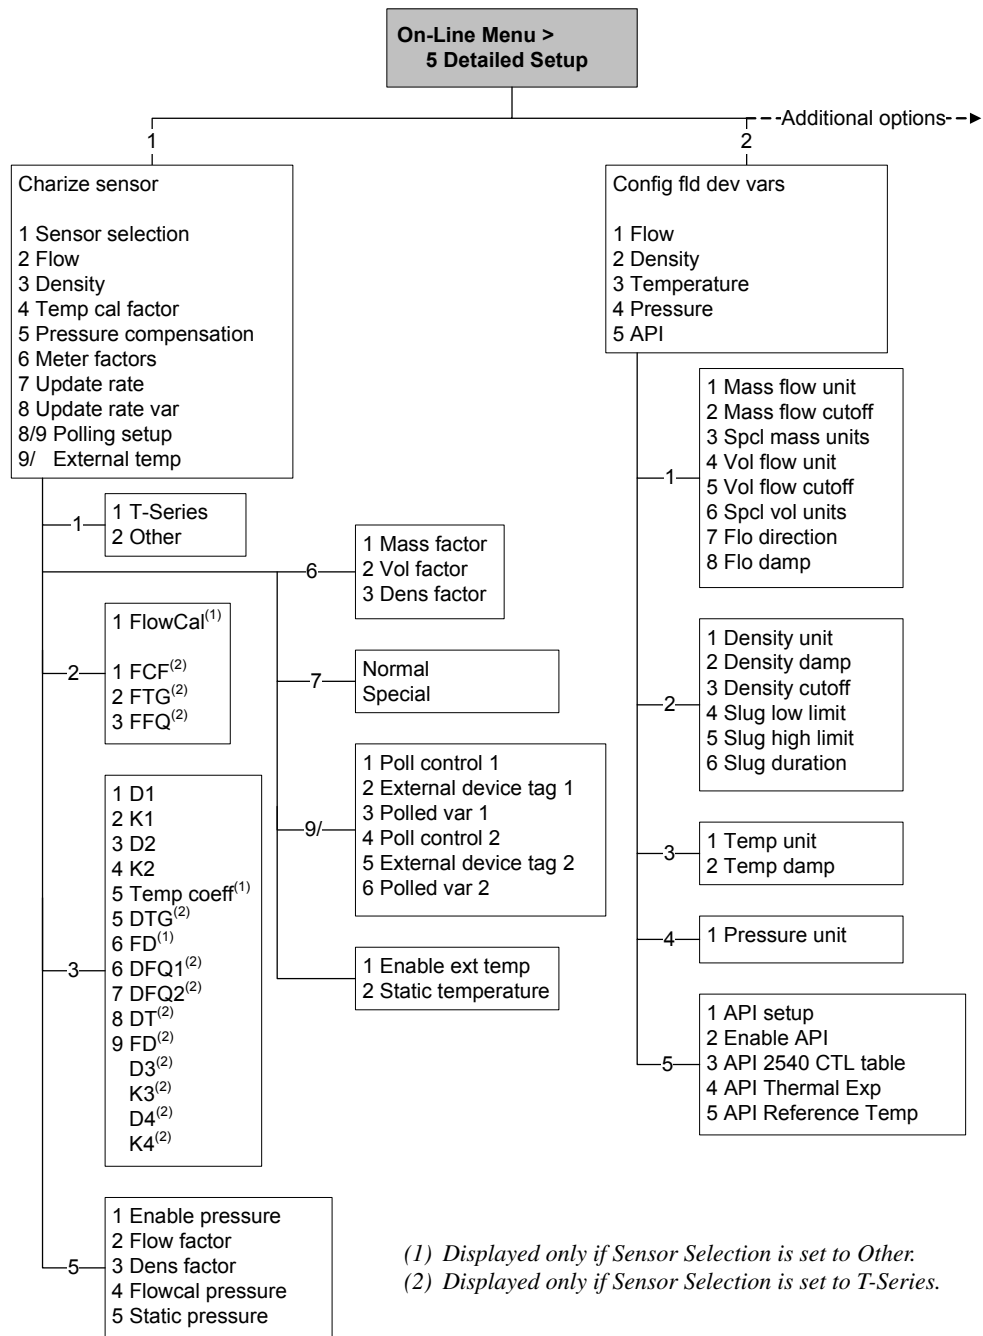 On-Line Menu >
5 Detailed Setup
Additional options
1
2
Charize sensor
1 Sensor selection
2 Flow
3 Density
4 Temp cal factor
5 Pressure compensation
6 Meter factors
7 Update rate
8 Update rate var
8/9 Polling setup
9/ External temp
1
1 T-Series
2 Other
2
1 FlowCal(1)
1 FCF(2)
2 FTG(2)
3 FFQ(2)
3
1 D1
2 K1
3 D2
4 K2
5 Temp coeff(1)
5 DTG(2)
6 FD(1)
6 DFQ1(2)
7 DFQ2(2)
8 DT(2)
9 FD(2)
D3(2)
K3(2)
D4(2)
K4(2)
5
1 Enable pressure
2 Flow factor
3 Dens factor
4 Flowcal pressure
5 Static pressure
6
1 Mass factor
2 Vol factor
3 Dens factor
7
Normal
Special
9/
1 Poll control 1
2 External device tag 1
3 Polled var 1
4 Poll control 2
5 External device tag 2
6 Polled var 2
1 Enable ext temp
2 Static temperature
Config fld dev vars
1 Flow
2 Density
3 Temperature
4 Pressure
5 API
1
1 Mass flow unit
2 Mass flow cutoff
3 Spcl mass units
4 Vol flow unit
5 Vol flow cutoff
6 Spcl vol units
7 Flo direction
8 Flo damp
2
1 Density unit
2 Density damp
3 Density cutoff
4 Slug low limit
5 Slug high limit
6 Slug duration
3
1 Temp unit
2 Temp damp
4
1 Pressure unit
5
1 API setup
2 Enable API
3 API 2540 CTL table
4 API Thermal Exp
5 API Reference Temp
(1) Displayed only if Sensor Selection is set to Other.
(2) Displayed only if Sensor Selection is set to T-Series.